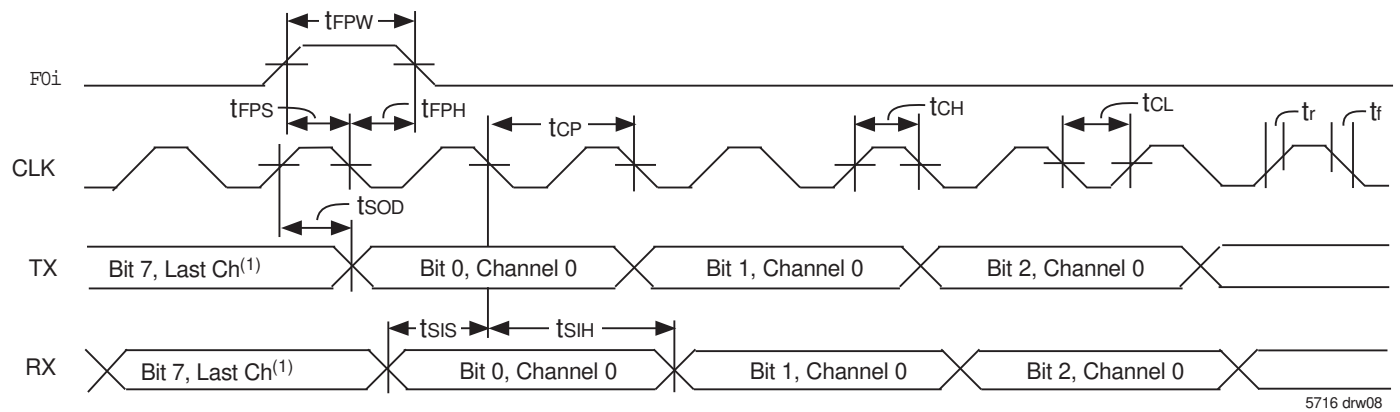 tFPW
F0i
tFPS
tFPH
tCP
tCH
tCL
tr
tf
CLK
tSOD
TX
Bit 7, Last Ch(1)
Bit 0, Channel 0
Bit 1, Channel 0
Bit 2, Channel 0
tSIS
tSIH
RX
Bit 7, Last Ch(1)
Bit 0, Channel 0
Bit 1, Channel 0
Bit 2, Channel 0
5716 drw08